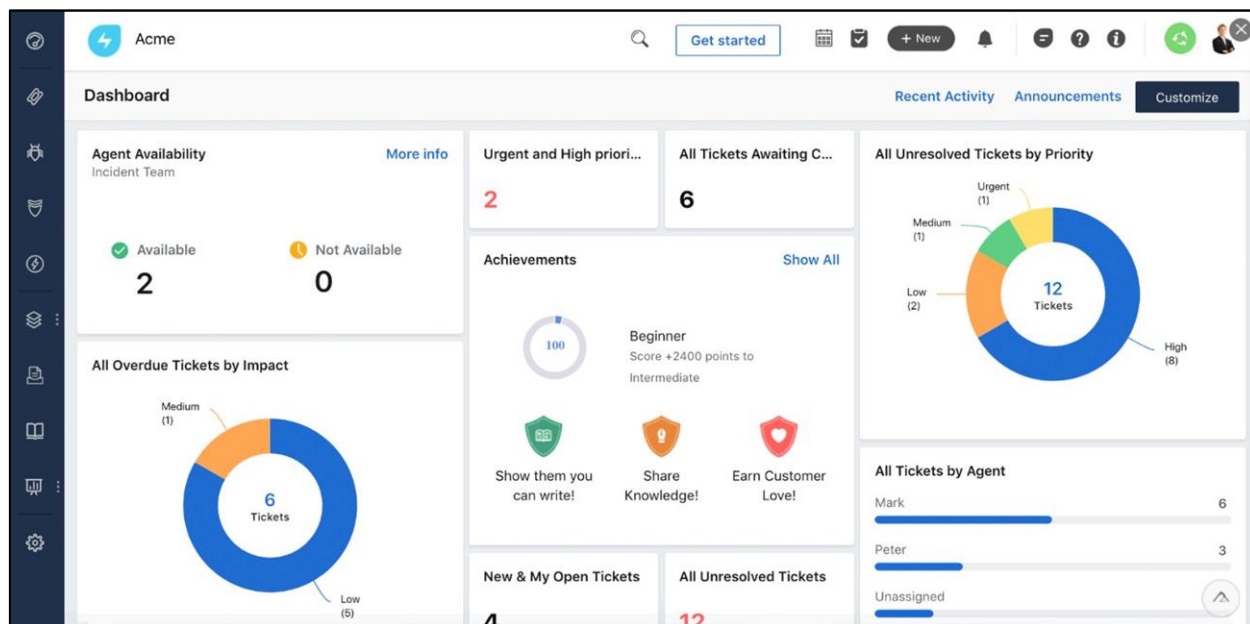 Acme
Get started
+ New
Dashboard
Recent Activity
Announcements
Customize
Agent Availability
More info
Incident Team
Available
2
Not Available
0
Urgent and High priori...
2
All Tickets Awaiting C...
6
All Unresolved Tickets by Priority
Urgent
(1)
Medium
(1)
Low
(2)
12
Tickets
High
(8)
Achievements
Show All
100
Beginner
Score +2400 points to
Intermediate
Show them you
can write!
Share
Knowledge!
Earn Customer
Love!
All Overdue Tickets by Impact
Medium
(1)
6
Tickets
Low
(5)
New & My Open Tickets
4
All Unresolved Tickets
12
All Tickets by Agent
Mark
6
Peter
3
Unassigned